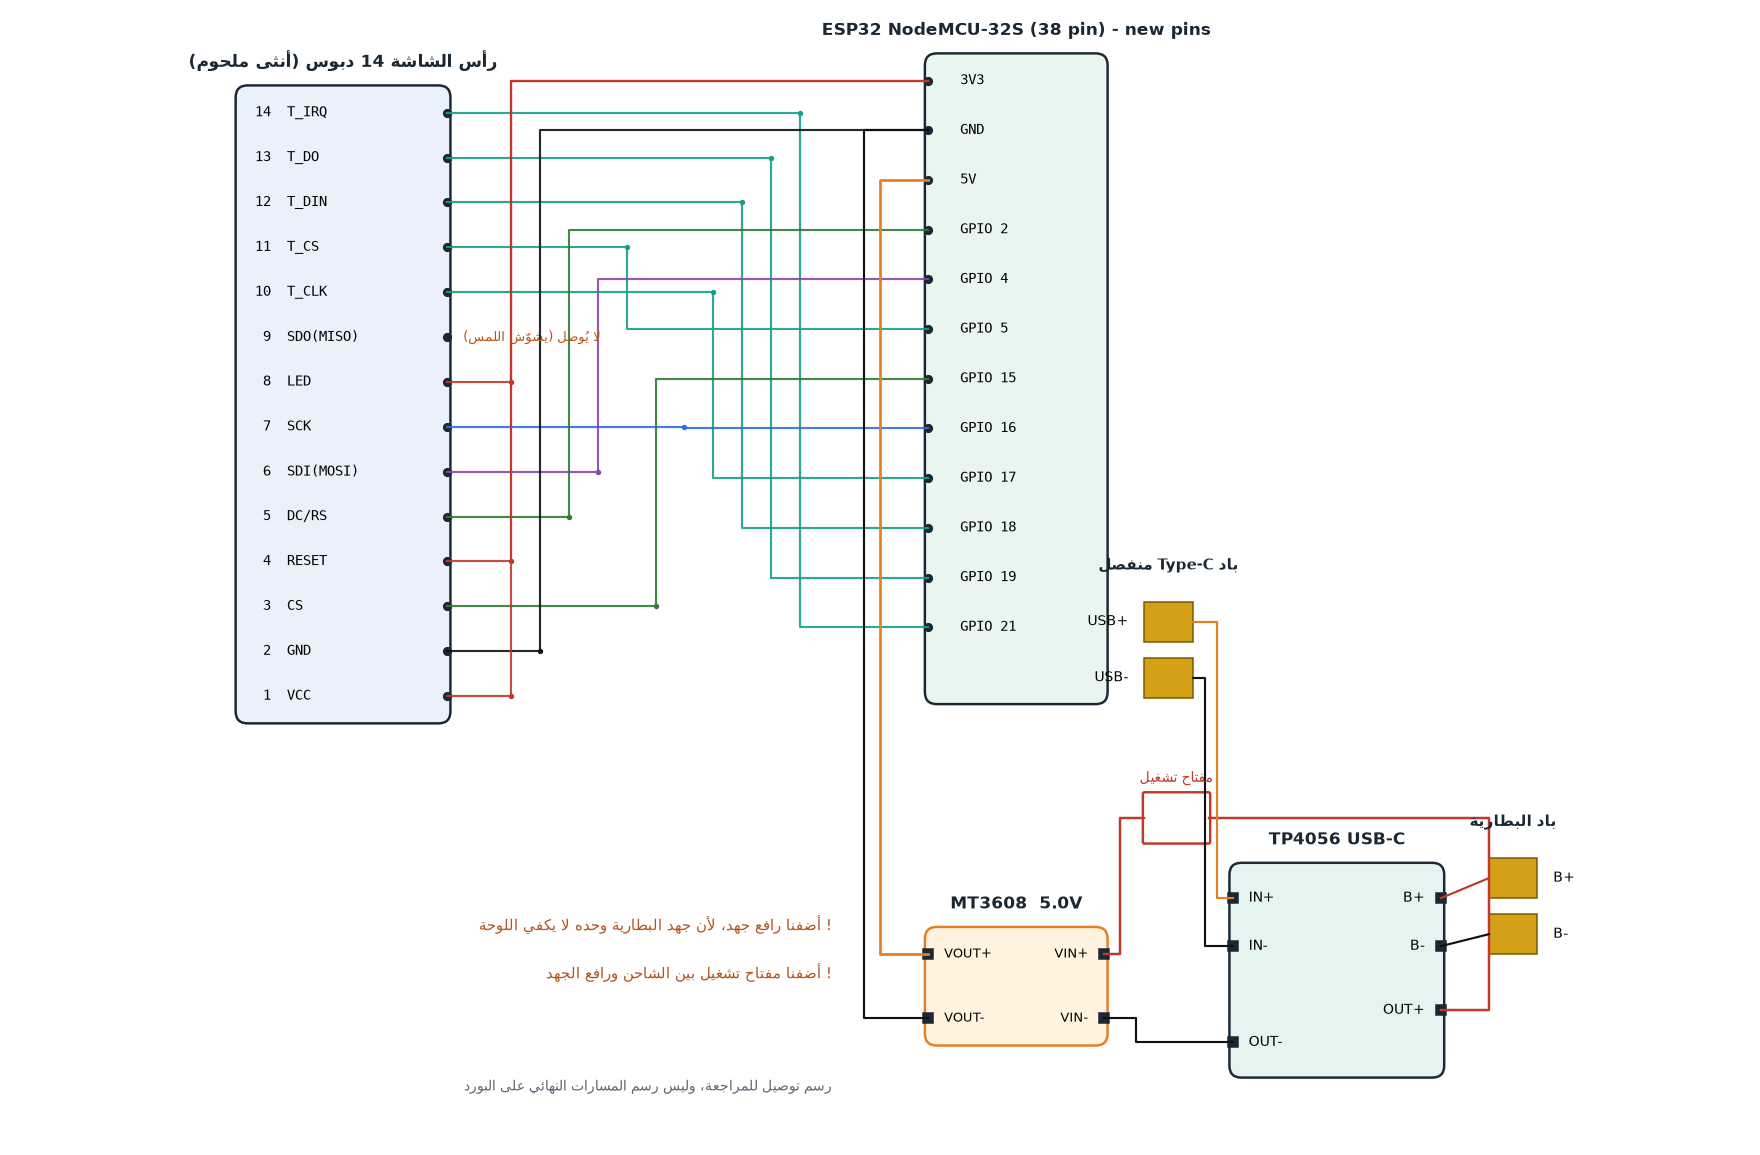 ESP32 NodeMCU-32S (38 pin) - new pins
رأس الشاشة 14 دبوس (أنثى ملحوم)
14 T_IRQ
13 T_DO
12 T_DIN
11 T_CS
10 T_CLK
9 SDO(MISO)
لا يُوصل (يشوّش اللمس)
8 LED
7 SCK
6 SDI(MOSI)
5 DC/RS
4 RESET
3 CS
2 GND
1 VCC
3V3
GND
5V
GPIO 2
GPIO 4
GPIO 5
GPIO 15
GPIO 16
GPIO 17
GPIO 18
GPIO 19
GPIO 21
باد Type-C منفصل
USB+
USB-
مفتاح تشغيل
باد البطارية
TP4056 USB-C
IN+
IN-
OUT-
B+
B-
OUT+
B+
B-
MT3608 5.0V
VOUT+
VOUT-
VIN+
VIN-
! أضفنا رافع جهد، لأن جهد البطارية وحده لا يكفي اللوحة
! أضفنا مفتاح تشغيل بين الشاحن ورافع الجهد
رسم توصيل للمراجعة، وليس رسم المسارات النهائي على البورد